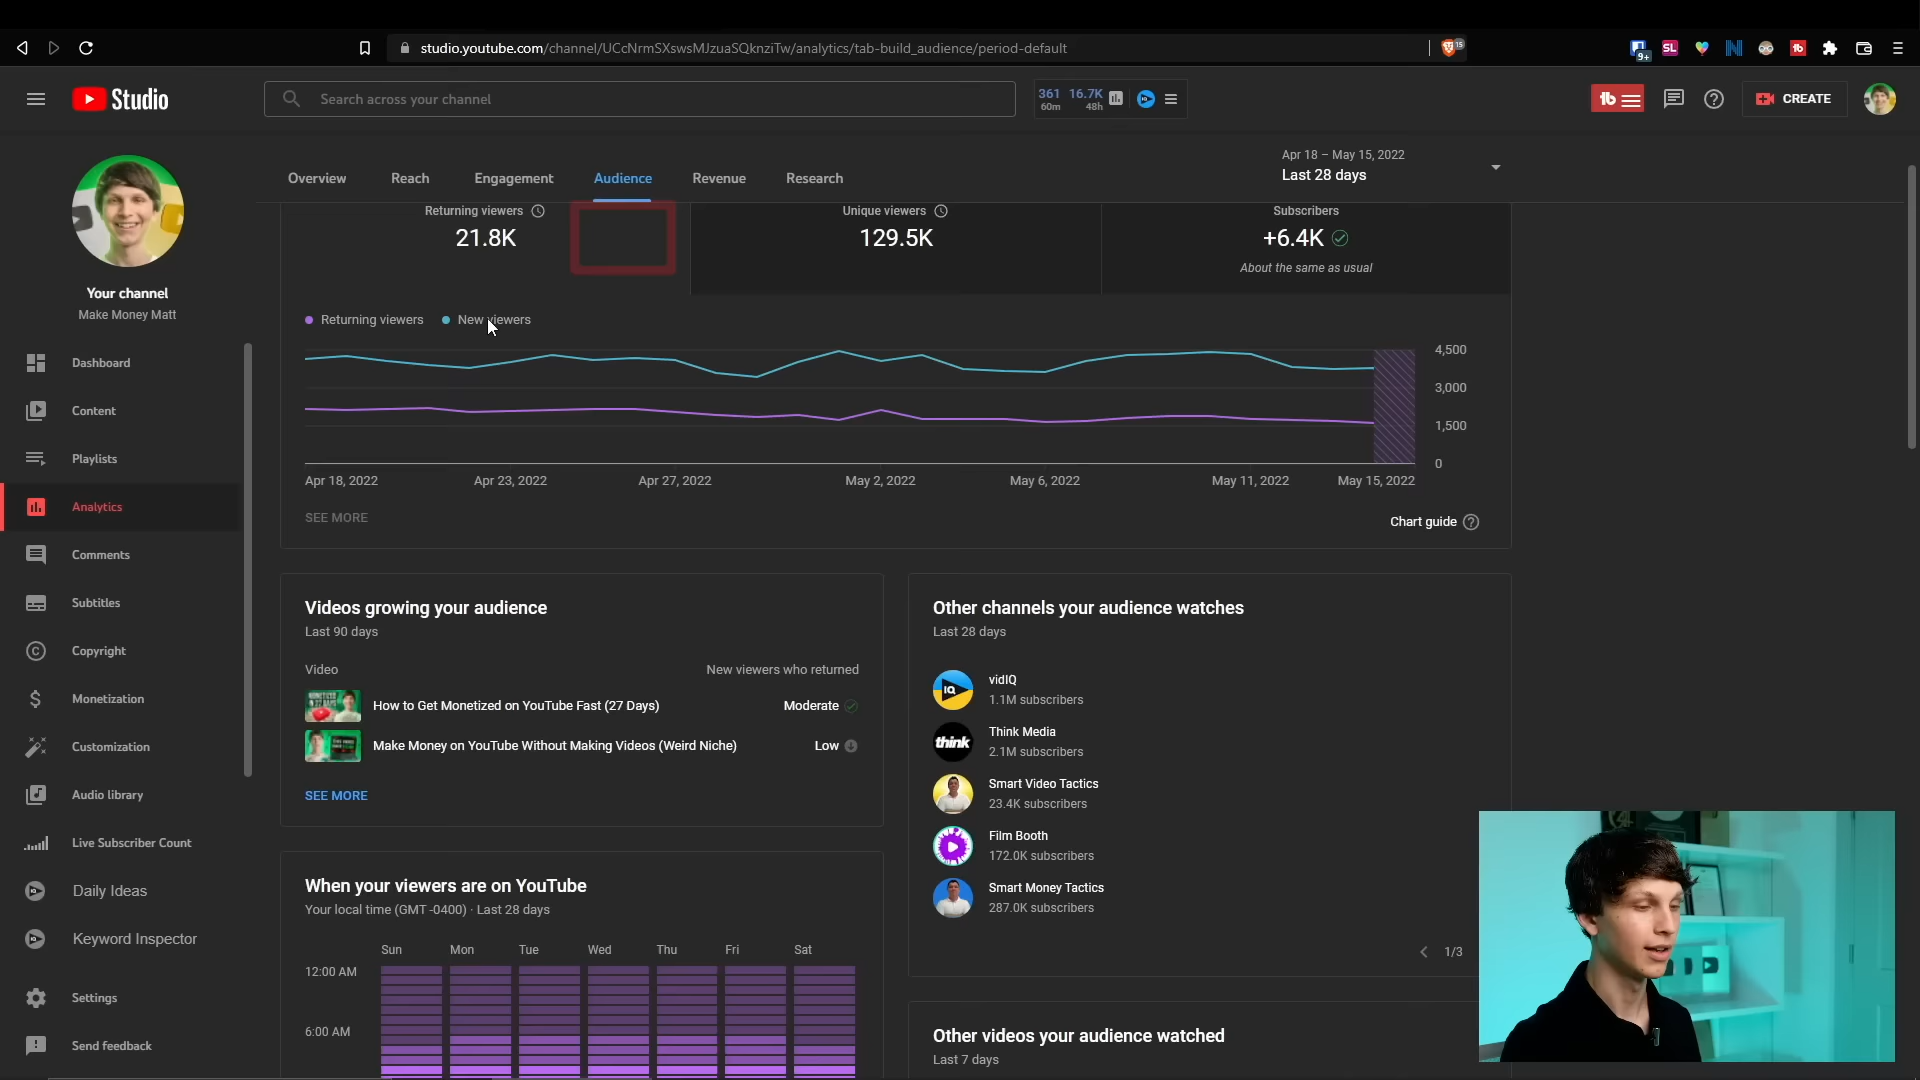 studio.youtube.com/channel/UCcNrmSXswsMJzuaSQknziTw/analytics/tab-build_audience/period-default
15
9+
SL
Studio
Search across your channel
361 16.7K
60m 48h
CREATE
Your channel
Make Money Matt
Dashboard
Content
Playlists
Analytics
Comments
Subtitles
Copyright
Monetization
Customization
Audio library
Live Subscriber Count
Daily Ideas
Keyword Inspector
Settings
Send feedback
Overview Reach Engagement Audience Revenue Research
Apr 18 – May 15, 2022
Last 28 days
Returning viewers
21.8K
Unique viewers
129.5K
Subscribers
+6.4K
About the same as usual
Returning viewers New viewers
4,500
3,000
1,500
0
Apr 18, 2022 Apr 23, 2022 Apr 27, 2022 May 2, 2022 May 6, 2022 May 11, 2022 May 15, 2022
SEE MORE
Chart guide
Videos growing your audience
Last 90 days
Video New viewers who returned
How to Get Monetized on YouTube Fast (27 Days) Moderate
Make Money on YouTube Without Making Videos (Weird Niche) Low
SEE MORE
When your viewers are on YouTube
Your local time (GMT -0400) · Last 28 days
Sun Mon Tue Wed Thu Fri Sat
12:00 AM
6:00 AM
Other channels your audience watches
Last 28 days
IQ
vidIQ
1.1M subscribers
think
Think Media
2.1M subscribers
Smart Video Tactics
23.4K subscribers
Film Booth
172.0K subscribers
Smart Money Tactics
287.0K subscribers
1/3
Other videos your audience watched
Last 7 days